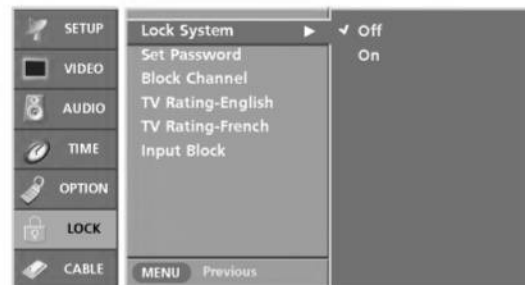 SETUP
VIDEO
AUDIO
TIME
OPTION
LOCK
CABLE
Lock System ▶
Set Password
Block Channel
TV Rating-English
TV Rating-French
Input Block
MENU Previous
✓ Off
On